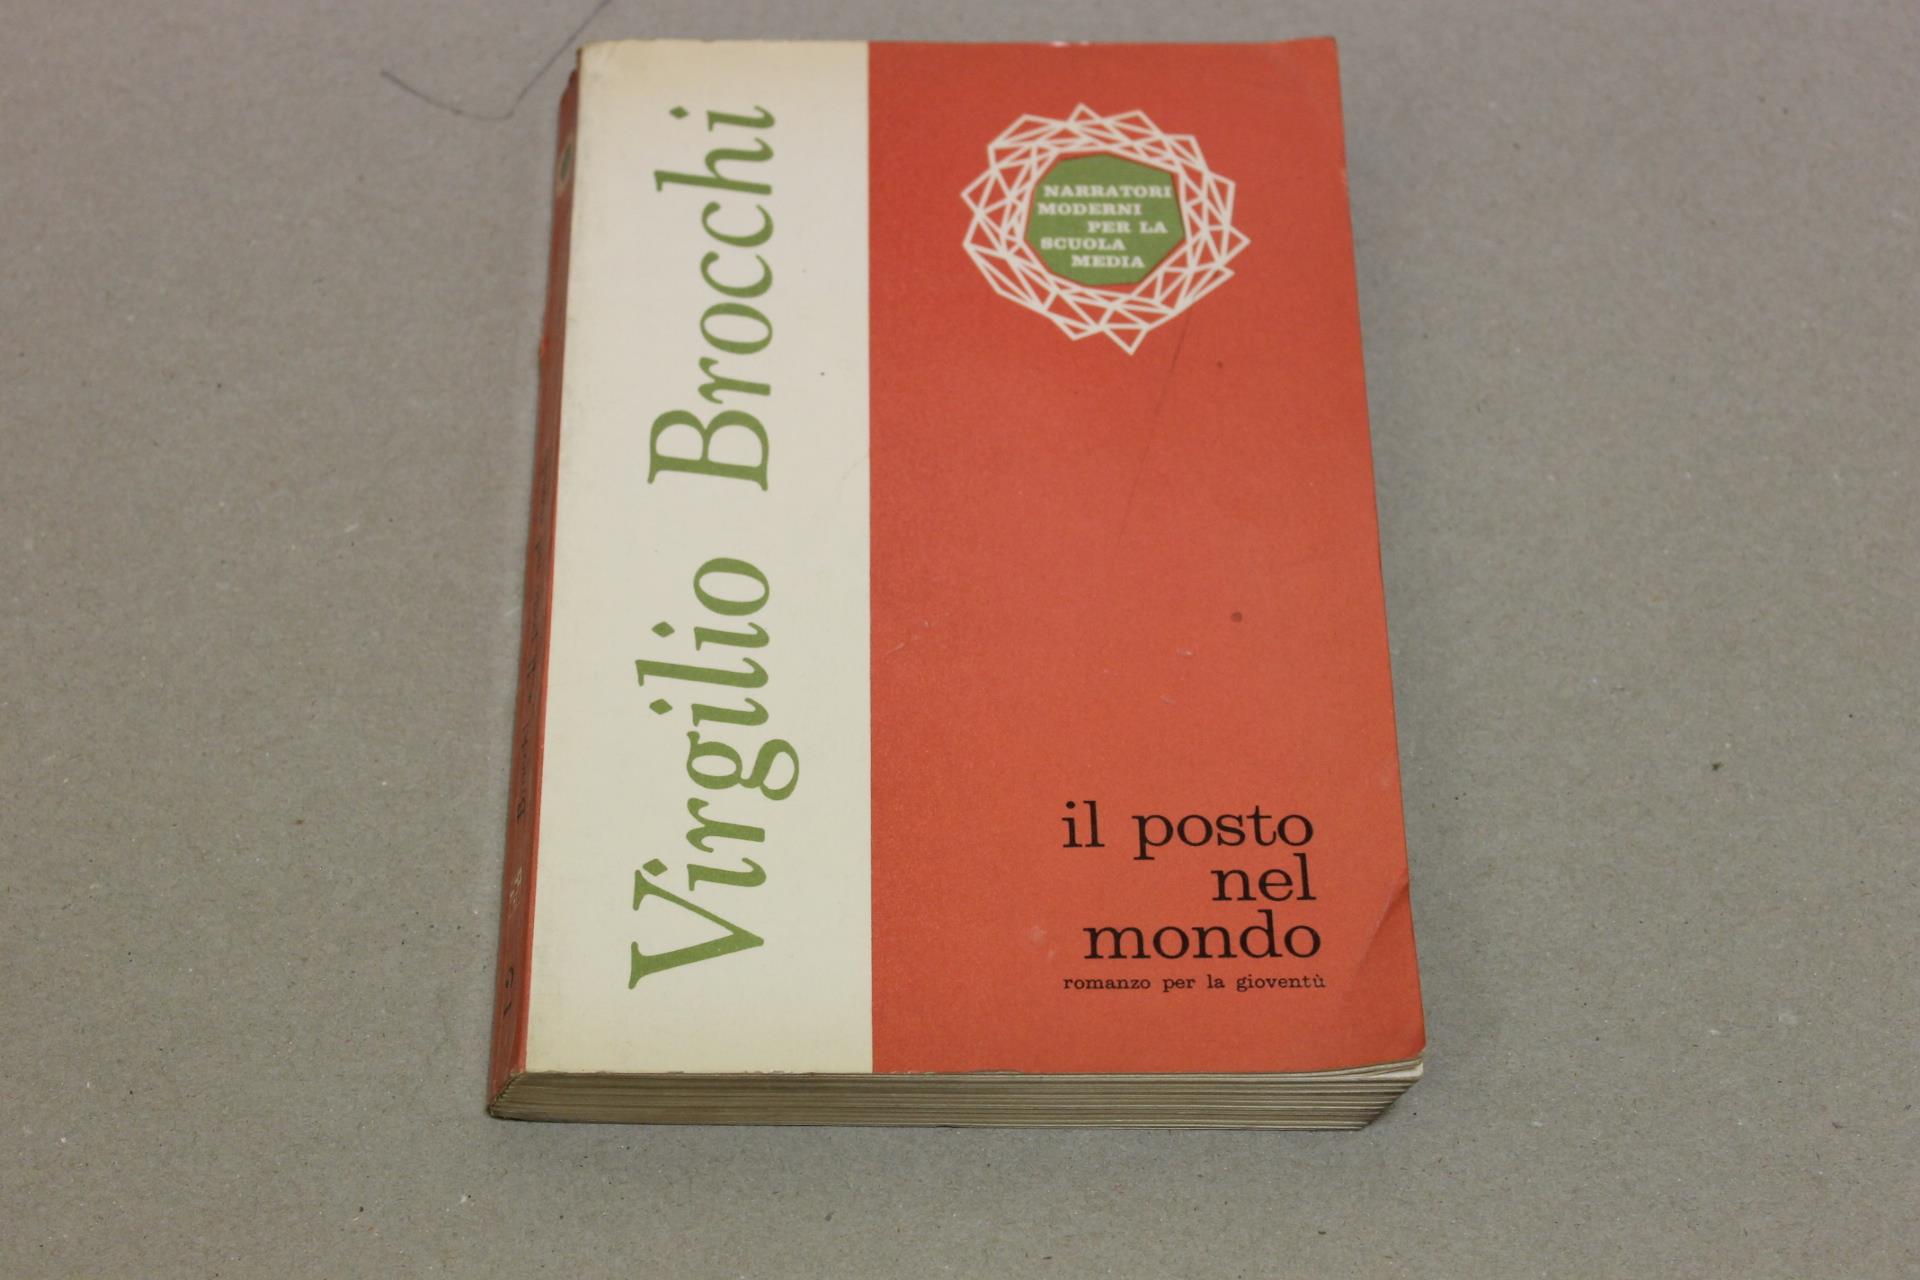 Virgilio Brocchi
NARRATORI
MODERNI
PER LA
SCUOLA
MEDIA
il posto
nel
mondo
romanzo per la gioventù